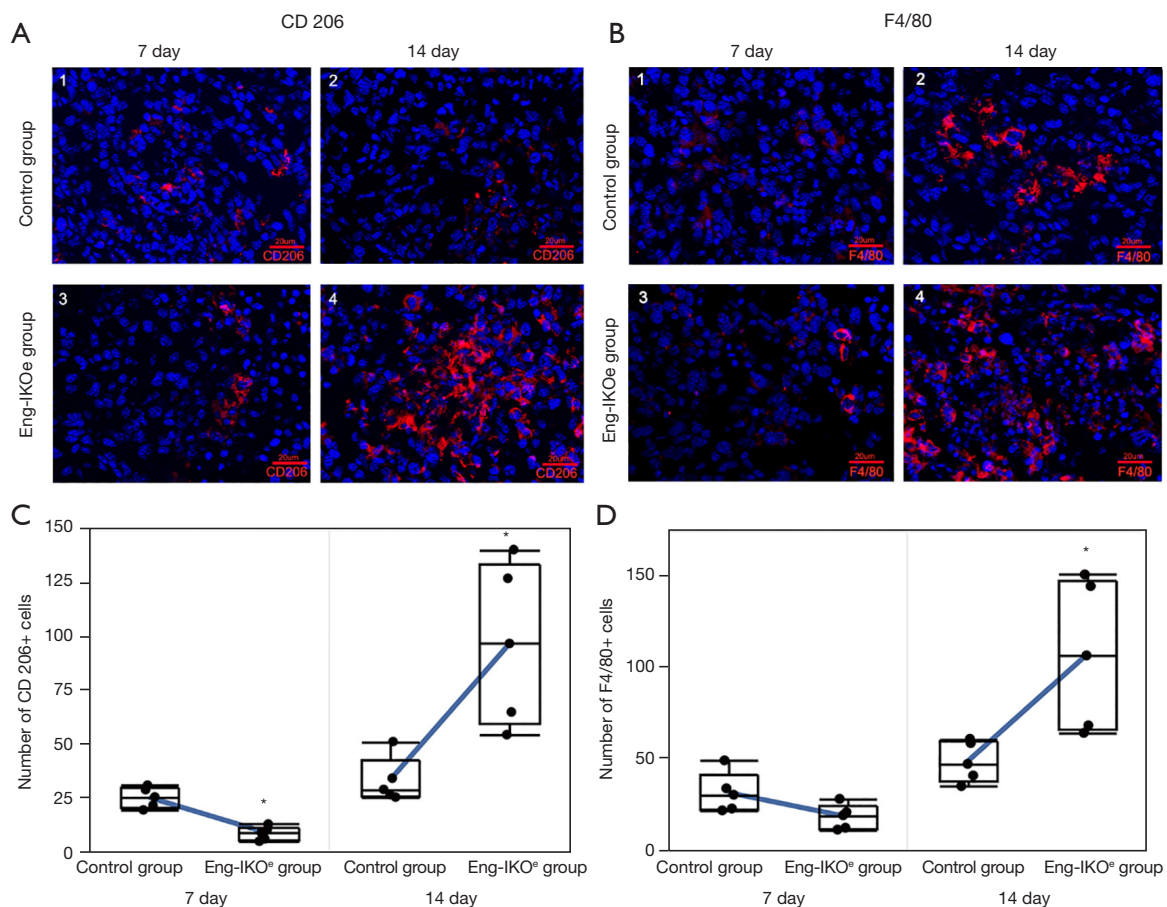 A
CD 206
7 day
14 day
Control group
1
20um
CD206
2
20um
CD206
Eng-IKOe group
3
20um
CD206
4
20um
CD206
B
F4/80
7 day
14 day
Control group
1
20um
F4/80
2
20um
F4/80
Eng-IKOe group
3
20um
F4/80
4
20um
F4/80
C
Number of CD 206+ cells
150
125
100
75
50
25
0
*
*
Control group
Eng-IKOᵉ group
Control group
Eng-IKOᵉ group
7 day
14 day
D
Number of F4/80+ cells
150
100
50
0
*
Control group
Eng-IKOᵉ group
Control group
Eng-IKOᵉ group
7 day
14 day